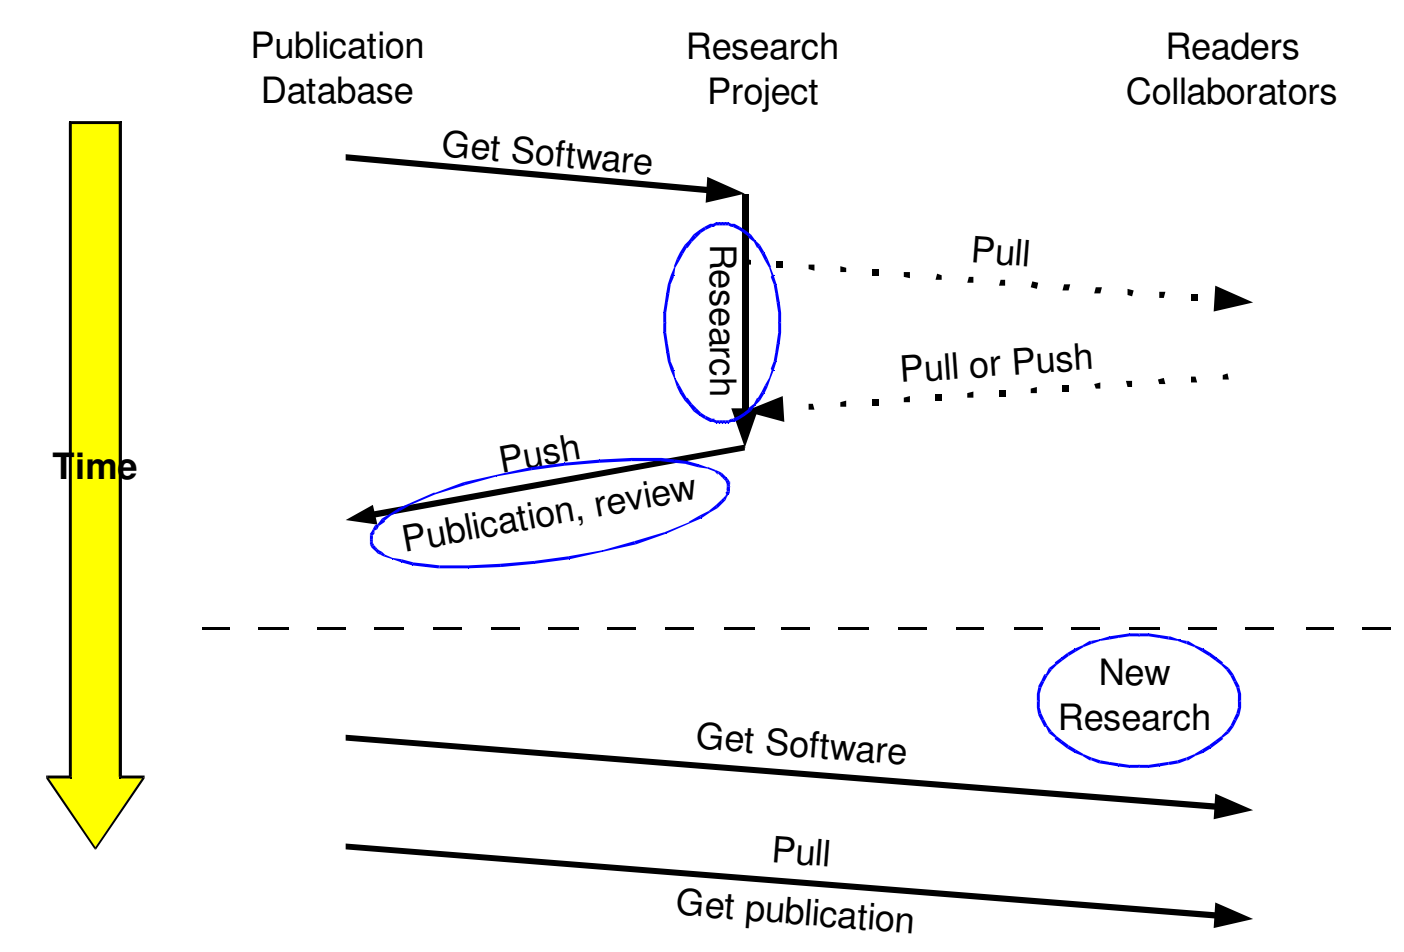 Publication
Database
Research
Project
Readers
Collaborators
Get Software
Research
Pull
Pull or Push
Push
Publication, review
Time
New
Research
Get Software
Pull
Get publication